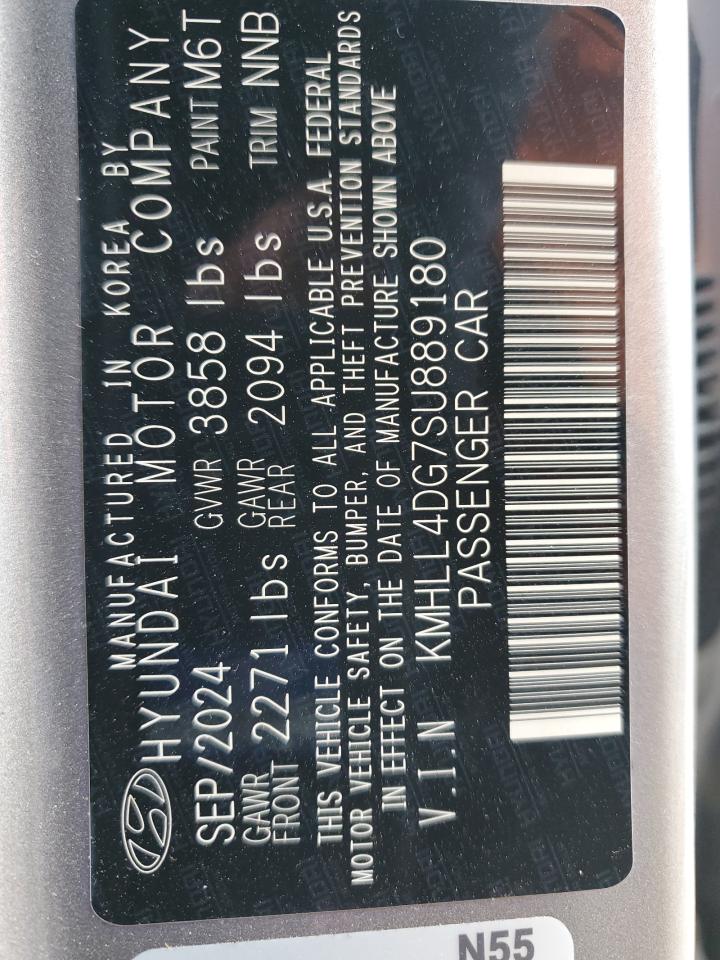 MANUFACTURED IN KOREA BY
HYUNDAI MOTOR COMPANY
SEP/2024 GVWR 3858 lbs PAINT M6T
GAWR FRONT 2271 lbs GAWR REAR 2094 lbs TRIM NNB
THIS VEHICLE CONFORMS TO ALL APPLICABLE U.S.A. FEDERAL
MOTOR VEHICLE SAFETY, BUMPER, AND THEFT PREVENTION STANDARDS
IN EFFECT ON THE DATE OF MANUFACTURE SHOWN ABOVE
V.I.N KMHLL4DG7SU889180
PASSENGER CAR
N55